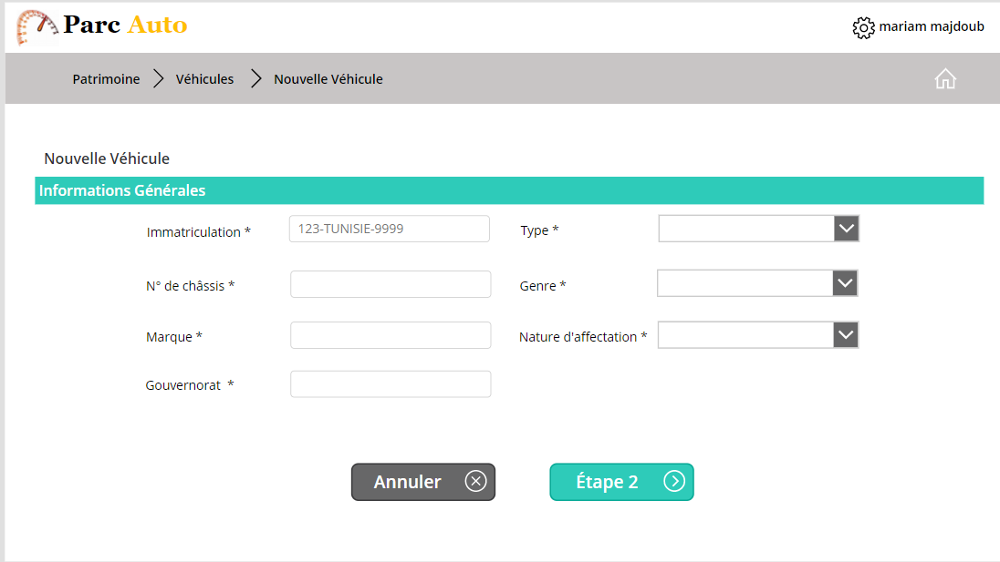 Parc Auto
mariam majdoub
Patrimoine
Véhicules
Nouvelle Véhicule
Nouvelle Véhicule
Informations Générales
Immatriculation *
123-TUNISIE-9999
Type *
N° de châssis *
Genre *
Marque *
Nature d'affectation *
Gouvernorat *
Annuler
Étape 2